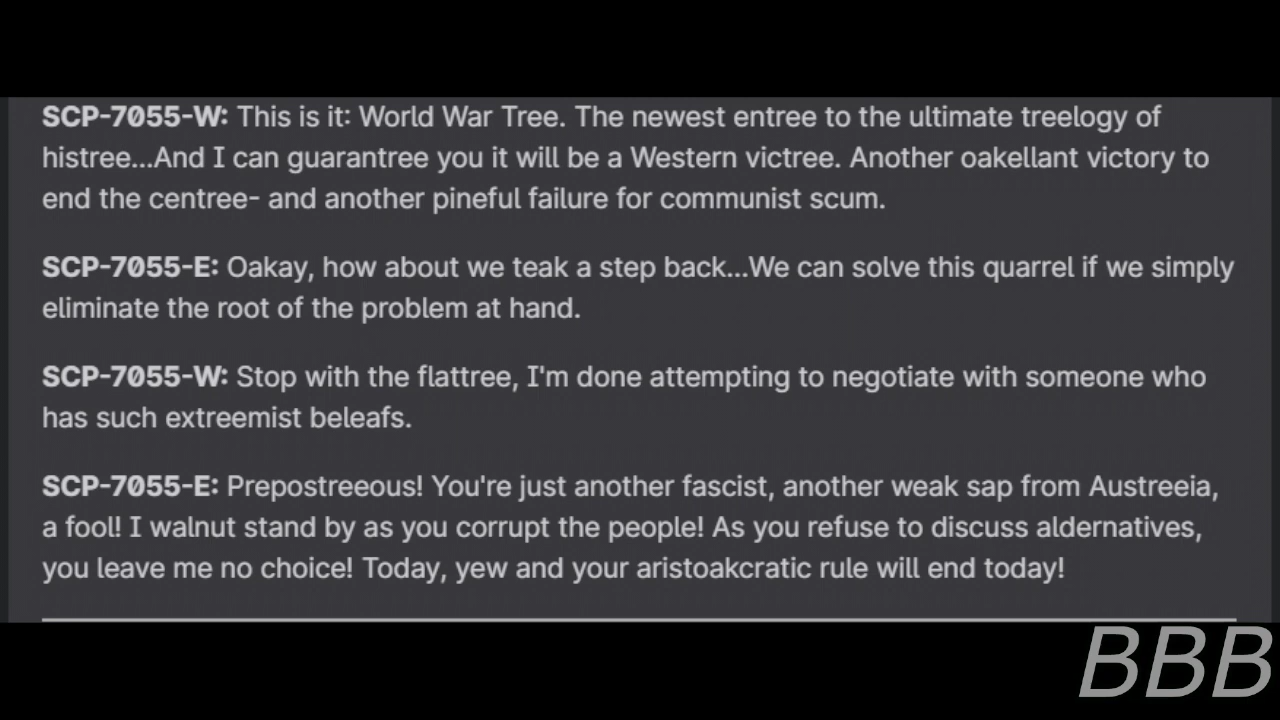 SCP-7055-W: This is it: World War Tree. The newest entree to the ultimate treelogy of
histree...And I can guarantree you it will be a Western victree. Another oakellant victory to
end the centree- and another pineful failure for communist scum.
SCP-7055-E: Oakay, how about we teak a step back...We can solve this quarrel if we simply
eliminate the root of the problem at hand.
SCP-7055-W: Stop with the flattree, I'm done attempting to negotiate with someone who
has such extreemist beleafs.
SCP-7055-E: Prepostreeous! You're just another fascist, another weak sap from Austreeia,
a fool! I walnut stand by as you corrupt the people! As you refuse to discuss aldernatives,
you leave me no choice! Today, yew and your aristoakcratic rule will end today!
BBB